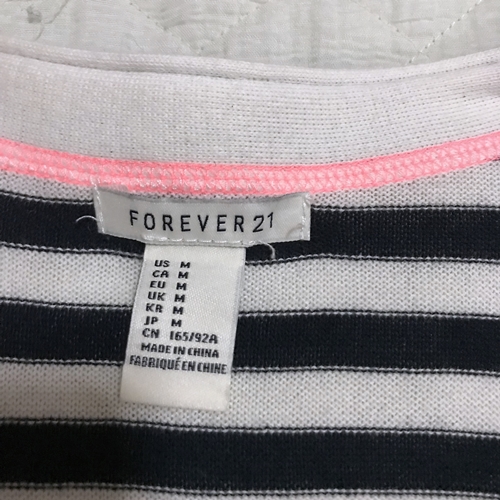 FOREVER 21
US M
CA M
EU M
UK M
KR M
JP M
CN 165/92A
MADE IN CHINA
FABRIQUÉ EN CHINE